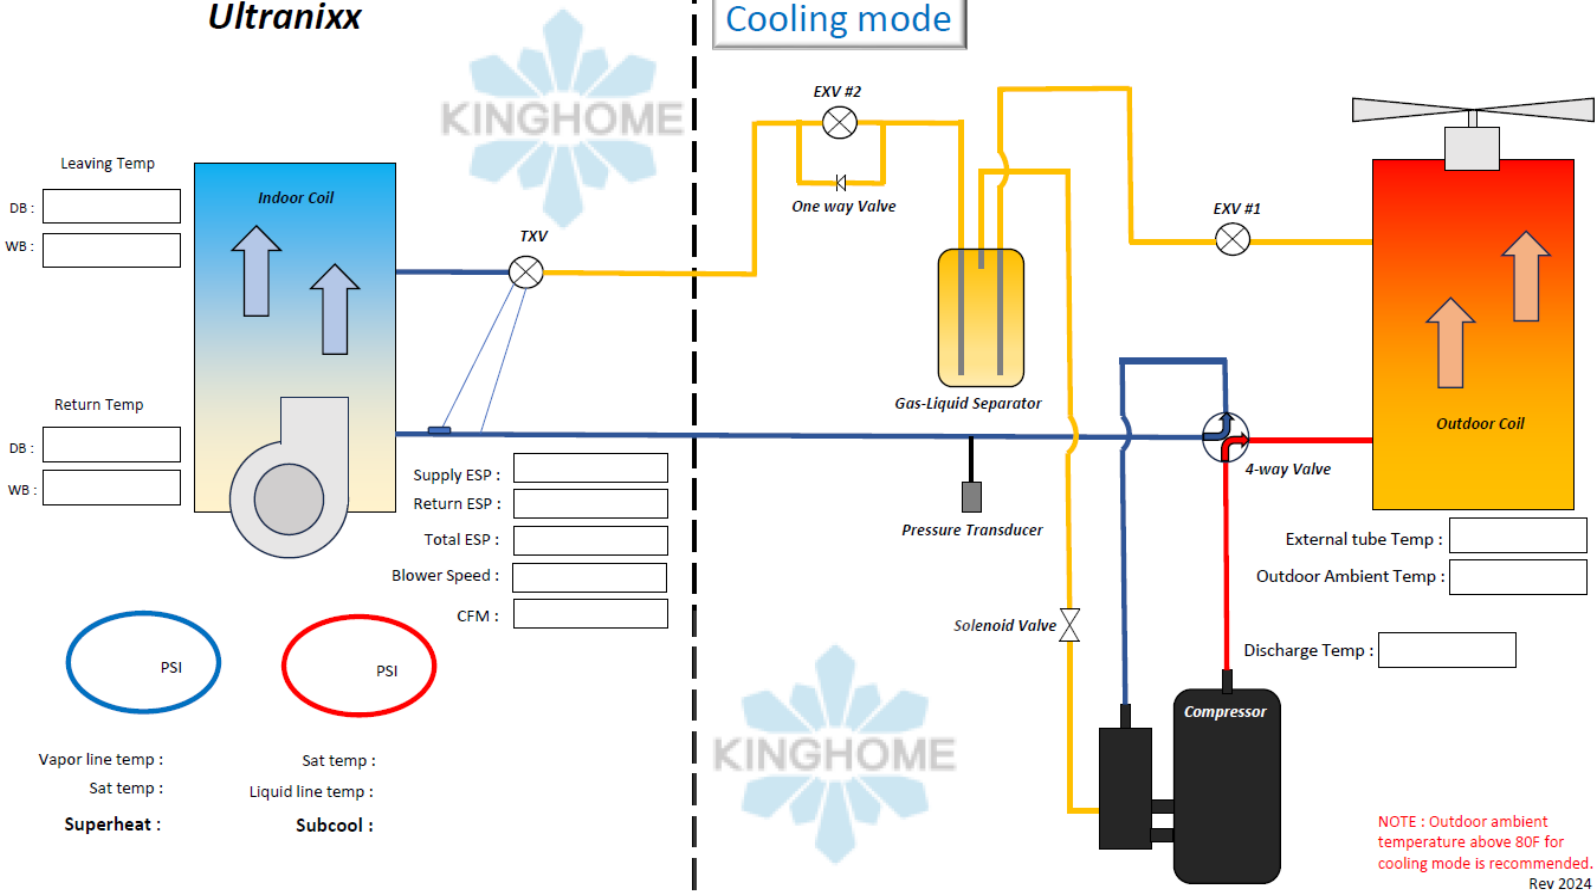 Ultranixx
Cooling mode
KINGHOME
EXV #2
One way Valve
Leaving Temp
DB :
WB :
Indoor Coil
TXV
EXV #1
Gas-Liquid Separator
Return Temp
DB :
WB :
Outdoor Coil
4-way Valve
Supply ESP :
Return ESP :
Total ESP :
Blower Speed :
CFM :
Pressure Transducer
External tube Temp :
Outdoor Ambient Temp :
Solenoid Valve
Discharge Temp :
PSI
PSI
Compressor
KINGHOME
Vapor line temp :
Sat temp :
Superheat :
Sat temp :
Liquid line temp :
Subcool :
NOTE : Outdoor ambient
temperature above 80F for
cooling mode is recommended.
Rev 2024